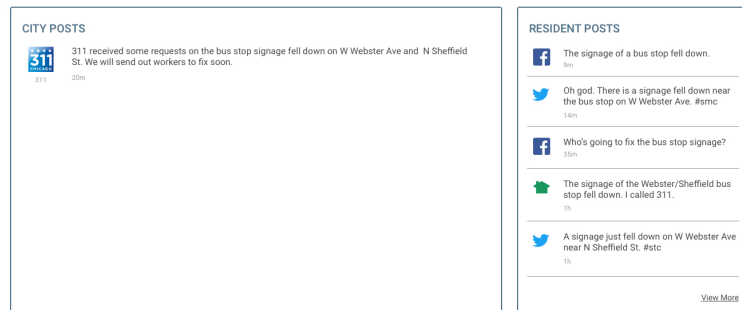 CITY POSTS
311
CHICAGO
311
311 received some requests on the bus stop signage fell down on W Webster Ave and N Sheffield
St. We will send out workers to fix soon.
20m
RESIDENT POSTS
The signage of a bus stop fell down.
9m
Oh god. There is a signage fell down near
the bus stop on W Webster Ave. #smc
14m
Who's going to fix the bus stop signage?
35m
The signage of the Webster/Sheffield bus
stop fell down. I called 311.
1h
A signage just fell down on W Webster Ave
near N Sheffield St. #stc
1h
View More